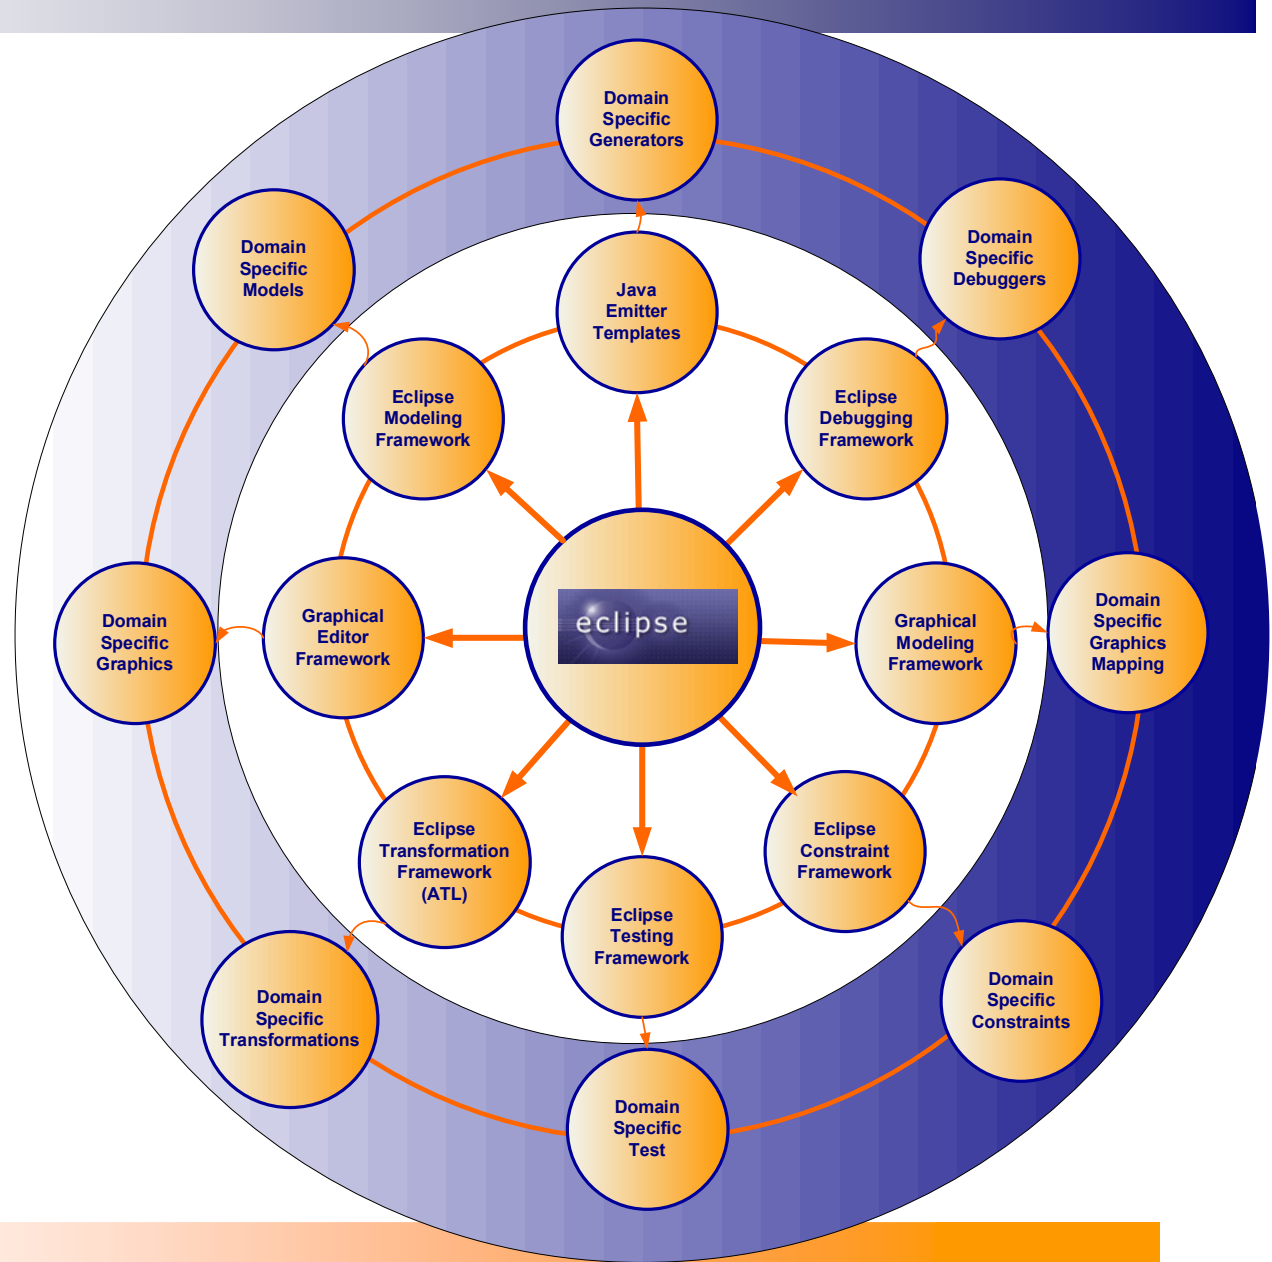 Domain
Specific
Generators
Domain
Specific
Models
Domain
Specific
Debuggers
Java
Emitter
Templates
Eclipse
Modeling
Framework
Eclipse
Debugging
Framework
Domain
Specific
Graphics
Graphical
Editor
Framework
eclipse
Graphical
Modeling
Framework
Domain
Specific
Graphics
Mapping
Eclipse
Transformation
Framework
(ATL)
Eclipse
Constraint
Framework
Eclipse
Testing
Framework
Domain
Specific
Transformations
Domain
Specific
Constraints
Domain
Specific
Test